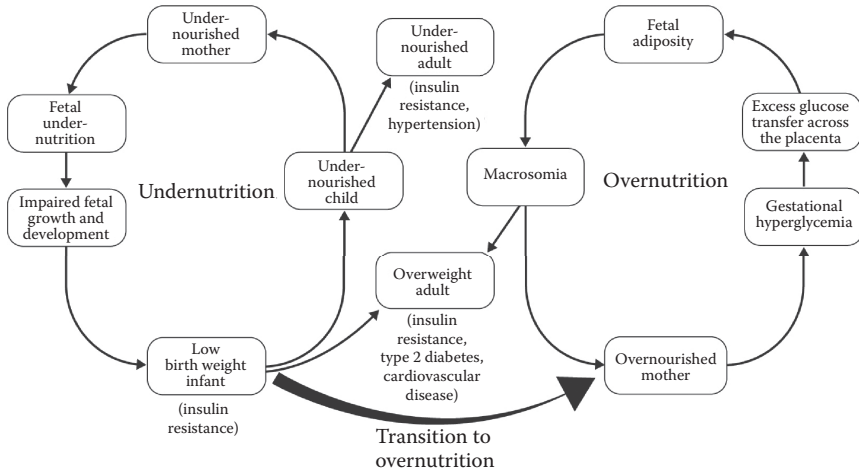 Under-
nourished
mother
Under-
nourished
adult
(insulin
resistance,
hypertension)
Fetal
adiposity
Fetal
under-
nutrition
Excess glucose
transfer across
the placenta
Undernutrition
Under-
nourished
child
Macrosomia
Overnutrition
Impaired fetal
growth and
development
Gestational
hyperglycemia
Overweight
adult
(insulin
resistance,
type 2 diabetes,
cardiovascular
disease)
Low
birth weight
infant
(insulin
resistance)
Overnourished
mother
Transition to
overnutrition